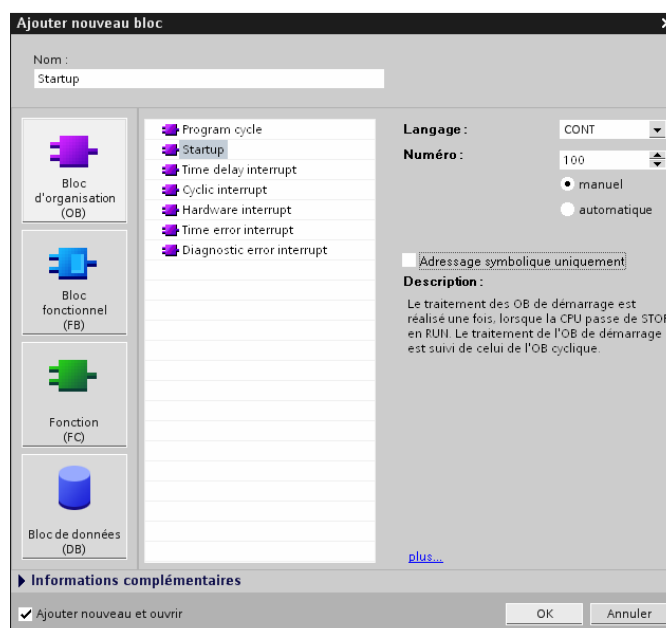 Ajouter nouveau bloc
Nom :
Startup
Bloc
d'organisation
(OB)
Bloc
fonctionnel
(FB)
Fonction
(FC)
Bloc de données
(DB)
Program cycle
Startup
Time delay interrupt
Cyclic interrupt
Hardware interrupt
Time error interrupt
Diagnostic error interrupt
Langage : CONT
Numéro : 100
manuel
automatique
Adressage symbolique uniquement
Description :
Le traitement des OB de démarrage est
réalisé une fois, lorsque la CPU passe de STOP
en RUN. Le traitement de l'OB de démarrage
est suivi de celui de l'OB cyclique.
plus...
Informations complémentaires
Ajouter nouveau et ouvrir
OK Annuler